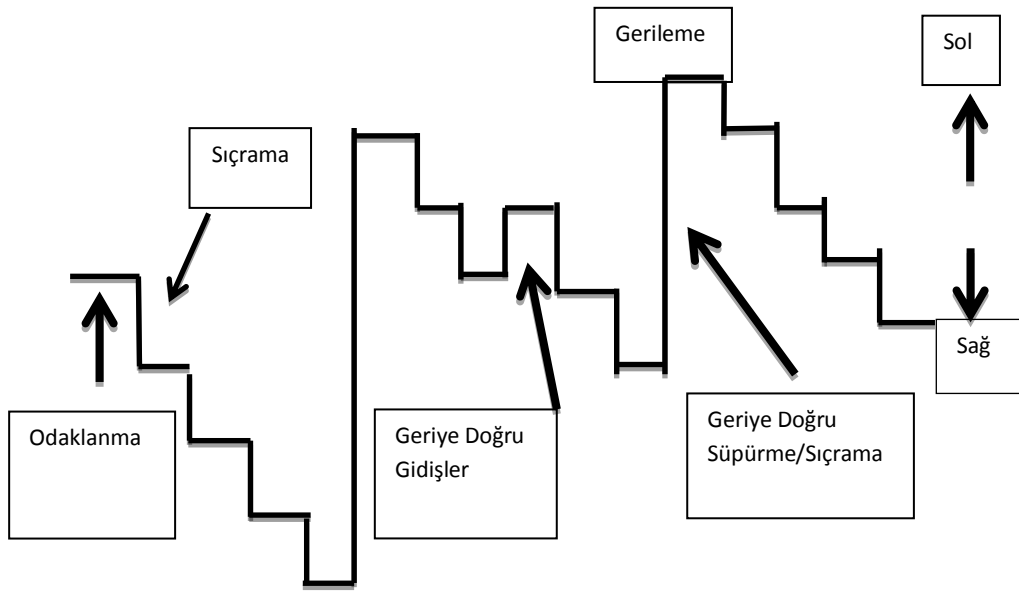 Gerileme
Sol
Sıçrama
Sağ
Odaklanma
Geriye Doğru
Gidişler
Geriye Doğru
Süpürme/Sıçrama